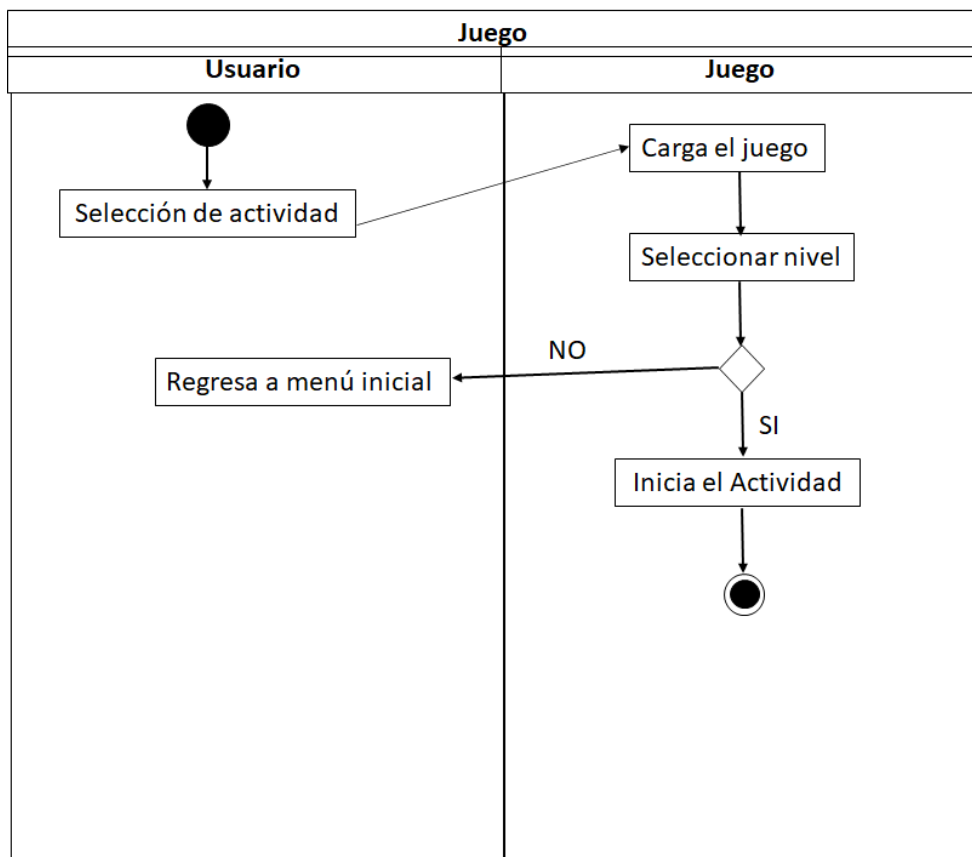 Juego
Usuario
Juego
Carga el juego
Selección de actividad
Seleccionar nivel
NO
Regresa a menú inicial
SI
Inicia el Actividad